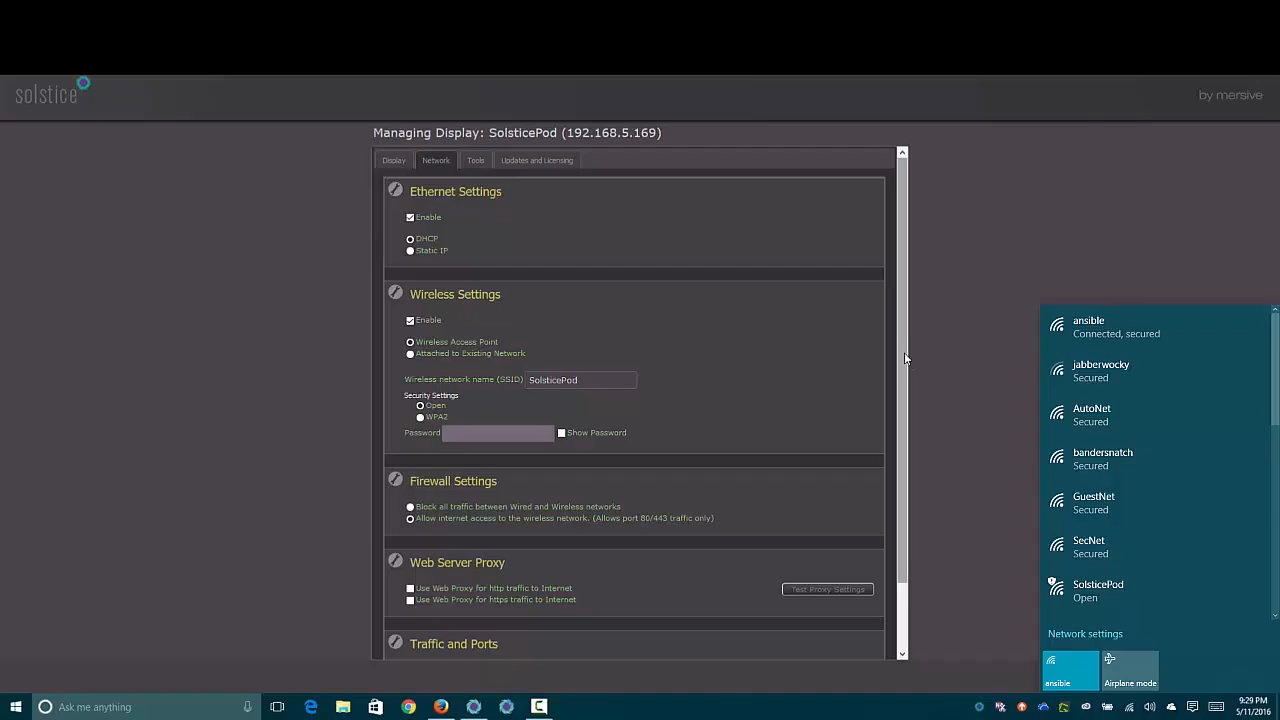 solstice
by mersive
Managing Display: SolsticePod (192.168.5.169)
Display Network Tools Updates and Licensing
Ethernet Settings
Enable
DHCP
Static IP
Wireless Settings
Enable
Wireless Access Point
Attached to Existing Network
Wireless network name (SSID) SolsticePod
Security Settings
Open
WPA2
Password Show Password
Firewall Settings
Block all traffic between Wired and Wireless networks
Allow internet access to the wireless network. (Allows port 80/443 traffic only)
Web Server Proxy
Use Web Proxy for http traffic to Internet
Use Web Proxy for https traffic to Internet
Test Proxy Settings
Traffic and Ports
ansible
Connected, secured
jabberwocky
Secured
AutoNet
Secured
bandersnatch
Secured
GuestNet
Secured
SecNet
Secured
SolsticePod
Open
Network settings
ansible
Airplane mode
Ask me anything
9:29 PM
5/11/2016